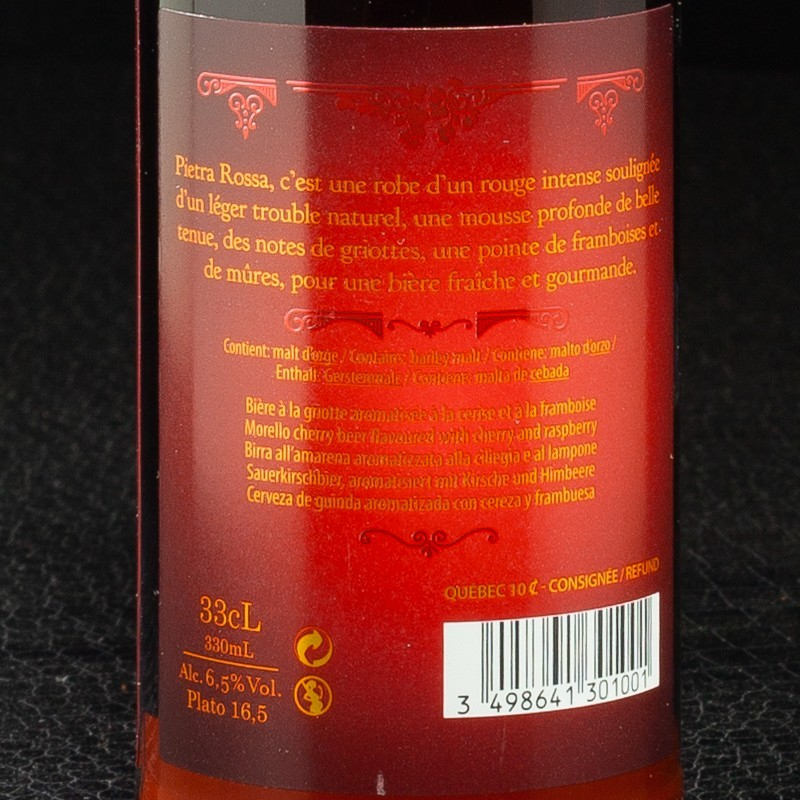 Pietra Rossa, c'est une robe d'un rouge intense soulignée
d'un léger trouble naturel, une mousse profonde de belle
tenue, des notes de griottes, une pointe de framboises et
de mûres, pour une bière fraîche et gourmande.
Contient: malt d'orge / Contains: barley malt / Contiene: malto d'orzo /
Enthält: Gerstenmalz / Contiene: malta de cebada
Bière à la griotte aromatisée à la cerise et à la framboise
Morello cherry beer flavoured with cherry and raspberry
Birra all'amarena aromatizzata alla ciliegia e al lampone
Sauerkirschbier, aromatisiert mit Kirsche und Himbeere
Cerveza de guinda aromatizada con cereza y frambuesa
QUÉBEC 10 ¢ - CONSIGNÉE / REFUND
33cL
330mL
Alc. 6,5% Vol.
Plato 16,5
3 498641 301001